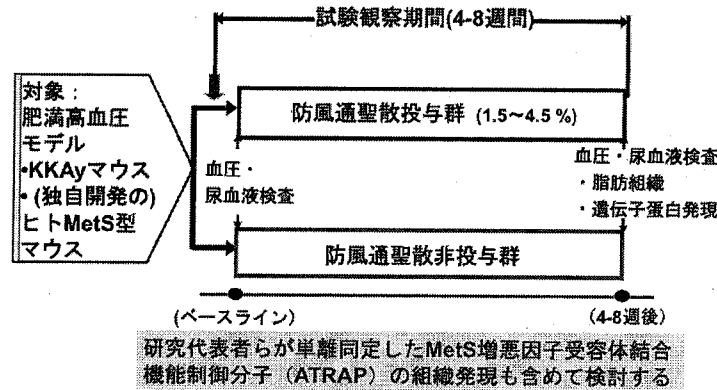 試験観察期間(4-8週間)
対象：
肥満高血圧
モデル
•KKAyマウス
• (独自開発の)
ヒトMetS型
マウス
防風通聖散投与群 (1.5～4.5 %)
血圧・
尿血液検査
血圧・尿血液検査
・脂肪組織
・遺伝子蛋白発現
防風通聖散非投与群
(ベースライン)
(4-8週後)
研究代表者らが単離同定したMetS増悪因子受容体結合
機能制御分子（ATRAP）の組織発現も含めて検討する